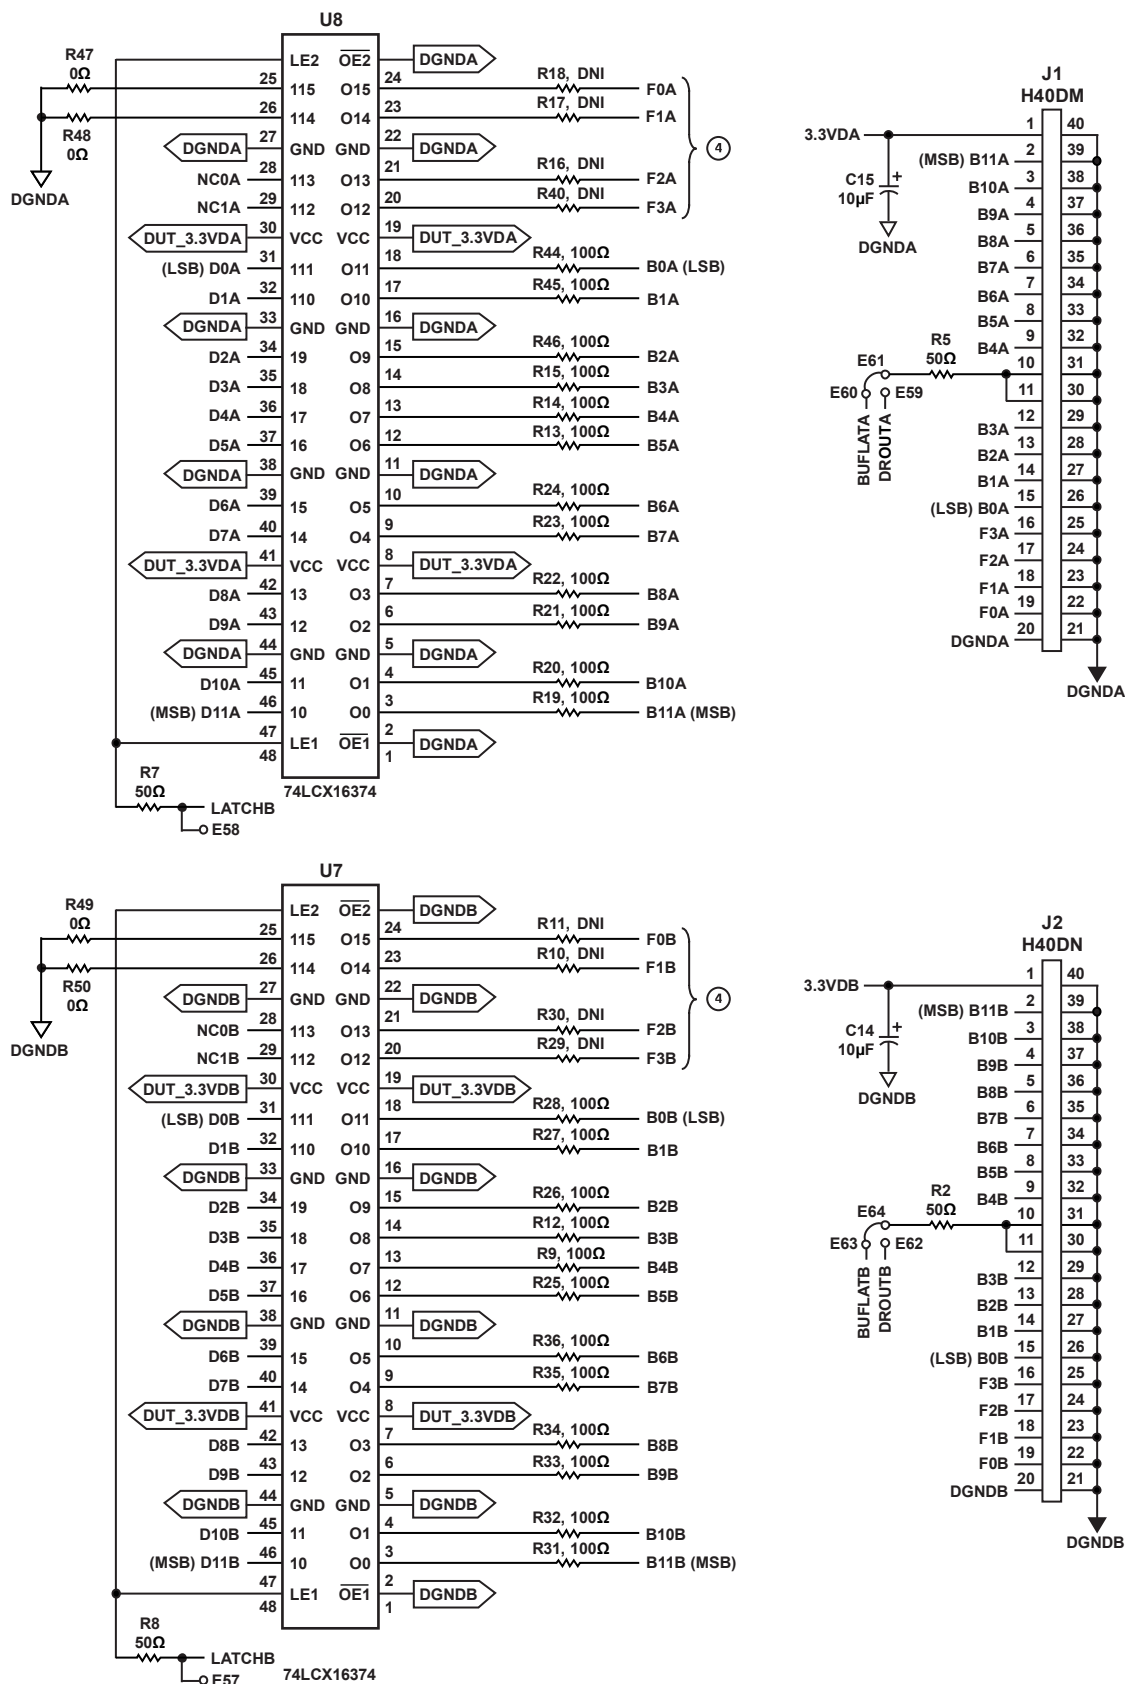 U8
LE2 OE2 DGNDA
R47
0Ω
25 115 O15 24 R18, DNI F0A
26 114 O14 23 R17, DNI F1A
R48
0Ω
DGNDA
DGNDA 27 GND GND 22 DGNDA
4
NC0A 28 113 O13 21 R16, DNI F2A
NC1A 29 112 O12 20 R40, DNI F3A
DUT_3.3VDA 30 VCC VCC 19 DUT_3.3VDA
(LSB) D0A 31 111 O11 18 R44, 100Ω B0A (LSB)
D1A 32 110 O10 17 R45, 100Ω B1A
DGNDA 33 GND GND 16 DGNDA
D2A 34 19 O9 15 R46, 100Ω B2A
D3A 35 18 O8 14 R15, 100Ω B3A
D4A 36 17 O7 13 R14, 100Ω B4A
D5A 37 16 O6 12 R13, 100Ω B5A
DGNDA 38 GND GND 11 DGNDA
D6A 39 15 O5 10 R24, 100Ω B6A
D7A 40 14 O4 9 R23, 100Ω B7A
DUT_3.3VDA 41 VCC VCC 8 DUT_3.3VDA
D8A 42 13 O3 7 R22, 100Ω B8A
D9A 43 12 O2 6 R21, 100Ω B9A
DGNDA 44 GND GND 5 DGNDA
D10A 45 11 O1 4 R20, 100Ω B10A
(MSB) D11A 46 10 O0 3 R19, 100Ω B11A (MSB)
47 LE1 OE1 2 DGNDA
48 1
R7
50Ω
74LCX16374
LATCHB
E58
J1
H40DM
3.3VDA 1 40
(MSB) B11A 2 39
B10A 3 38
C15 +
10µF
DGNDA
B9A 4 37
B8A 5 36
B7A 6 35
B6A 7 34
B5A 8 33
B4A 9 32
R5
50Ω
E61
10 31
E60 E59
11 30
BUFLATA
DROUTA
B3A 12 29
B2A 13 28
B1A 14 27
(LSB) B0A 15 26
F3A 16 25
F2A 17 24
F1A 18 23
F0A 19 22
DGNDA 20 21
DGNDA
U7
LE2 OE2 DGNDB
R49
0Ω
25 115 O15 24 R11, DNI F0B
26 114 O14 23 R10, DNI F1B
R50
0Ω
DGNDB
DGNDB 27 GND GND 22 DGNDB
4
NC0B 28 113 O13 21 R30, DNI F2B
NC1B 29 112 O12 20 R29, DNI F3B
DUT_3.3VDB 30 VCC VCC 19 DUT_3.3VDB
(LSB) D0B 31 111 O11 18 R28, 100Ω B0B (LSB)
D1B 32 110 O10 17 R27, 100Ω B1B
DGNDB 33 GND GND 16 DGNDB
D2B 34 19 O9 15 R26, 100Ω B2B
D3B 35 18 O8 14 R12, 100Ω B3B
D4B 36 17 O7 13 R9, 100Ω B4B
D5B 37 16 O6 12 R25, 100Ω B5B
DGNDB 38 GND GND 11 DGNDB
D6B 39 15 O5 10 R36, 100Ω B6B
D7B 40 14 O4 9 R35, 100Ω B7B
DUT_3.3VDB 41 VCC VCC 8 DUT_3.3VDB
D8B 42 13 O3 7 R34, 100Ω B8B
D9B 43 12 O2 6 R33, 100Ω B9B
DGNDB 44 GND GND 5 DGNDB
D10B 45 11 O1 4 R32, 100Ω B10B
(MSB) D11B 46 10 O0 3 R31, 100Ω B11B (MSB)
47 LE1 OE1 2 DGNDB
48 1
R8
50Ω
LATCHB
E57
74LCX16374
J2
H40DN
3.3VDB 1 40
(MSB) B11B 2 39
B10B 3 38
C14 +
10µF
DGNDB
B9B 4 37
B8B 5 36
B7B 6 35
B6B 7 34
B5B 8 33
B4B 9 32
R2
50Ω
E64
10 31
E63 E62
11 30
BUFLATB
DROUTB
B3B 12 29
B2B 13 28
B1B 14 27
(LSB) B0B 15 26
F3B 16 25
F2B 17 24
F1B 18 23
F0B 19 22
DGNDB 20 21
DGNDB